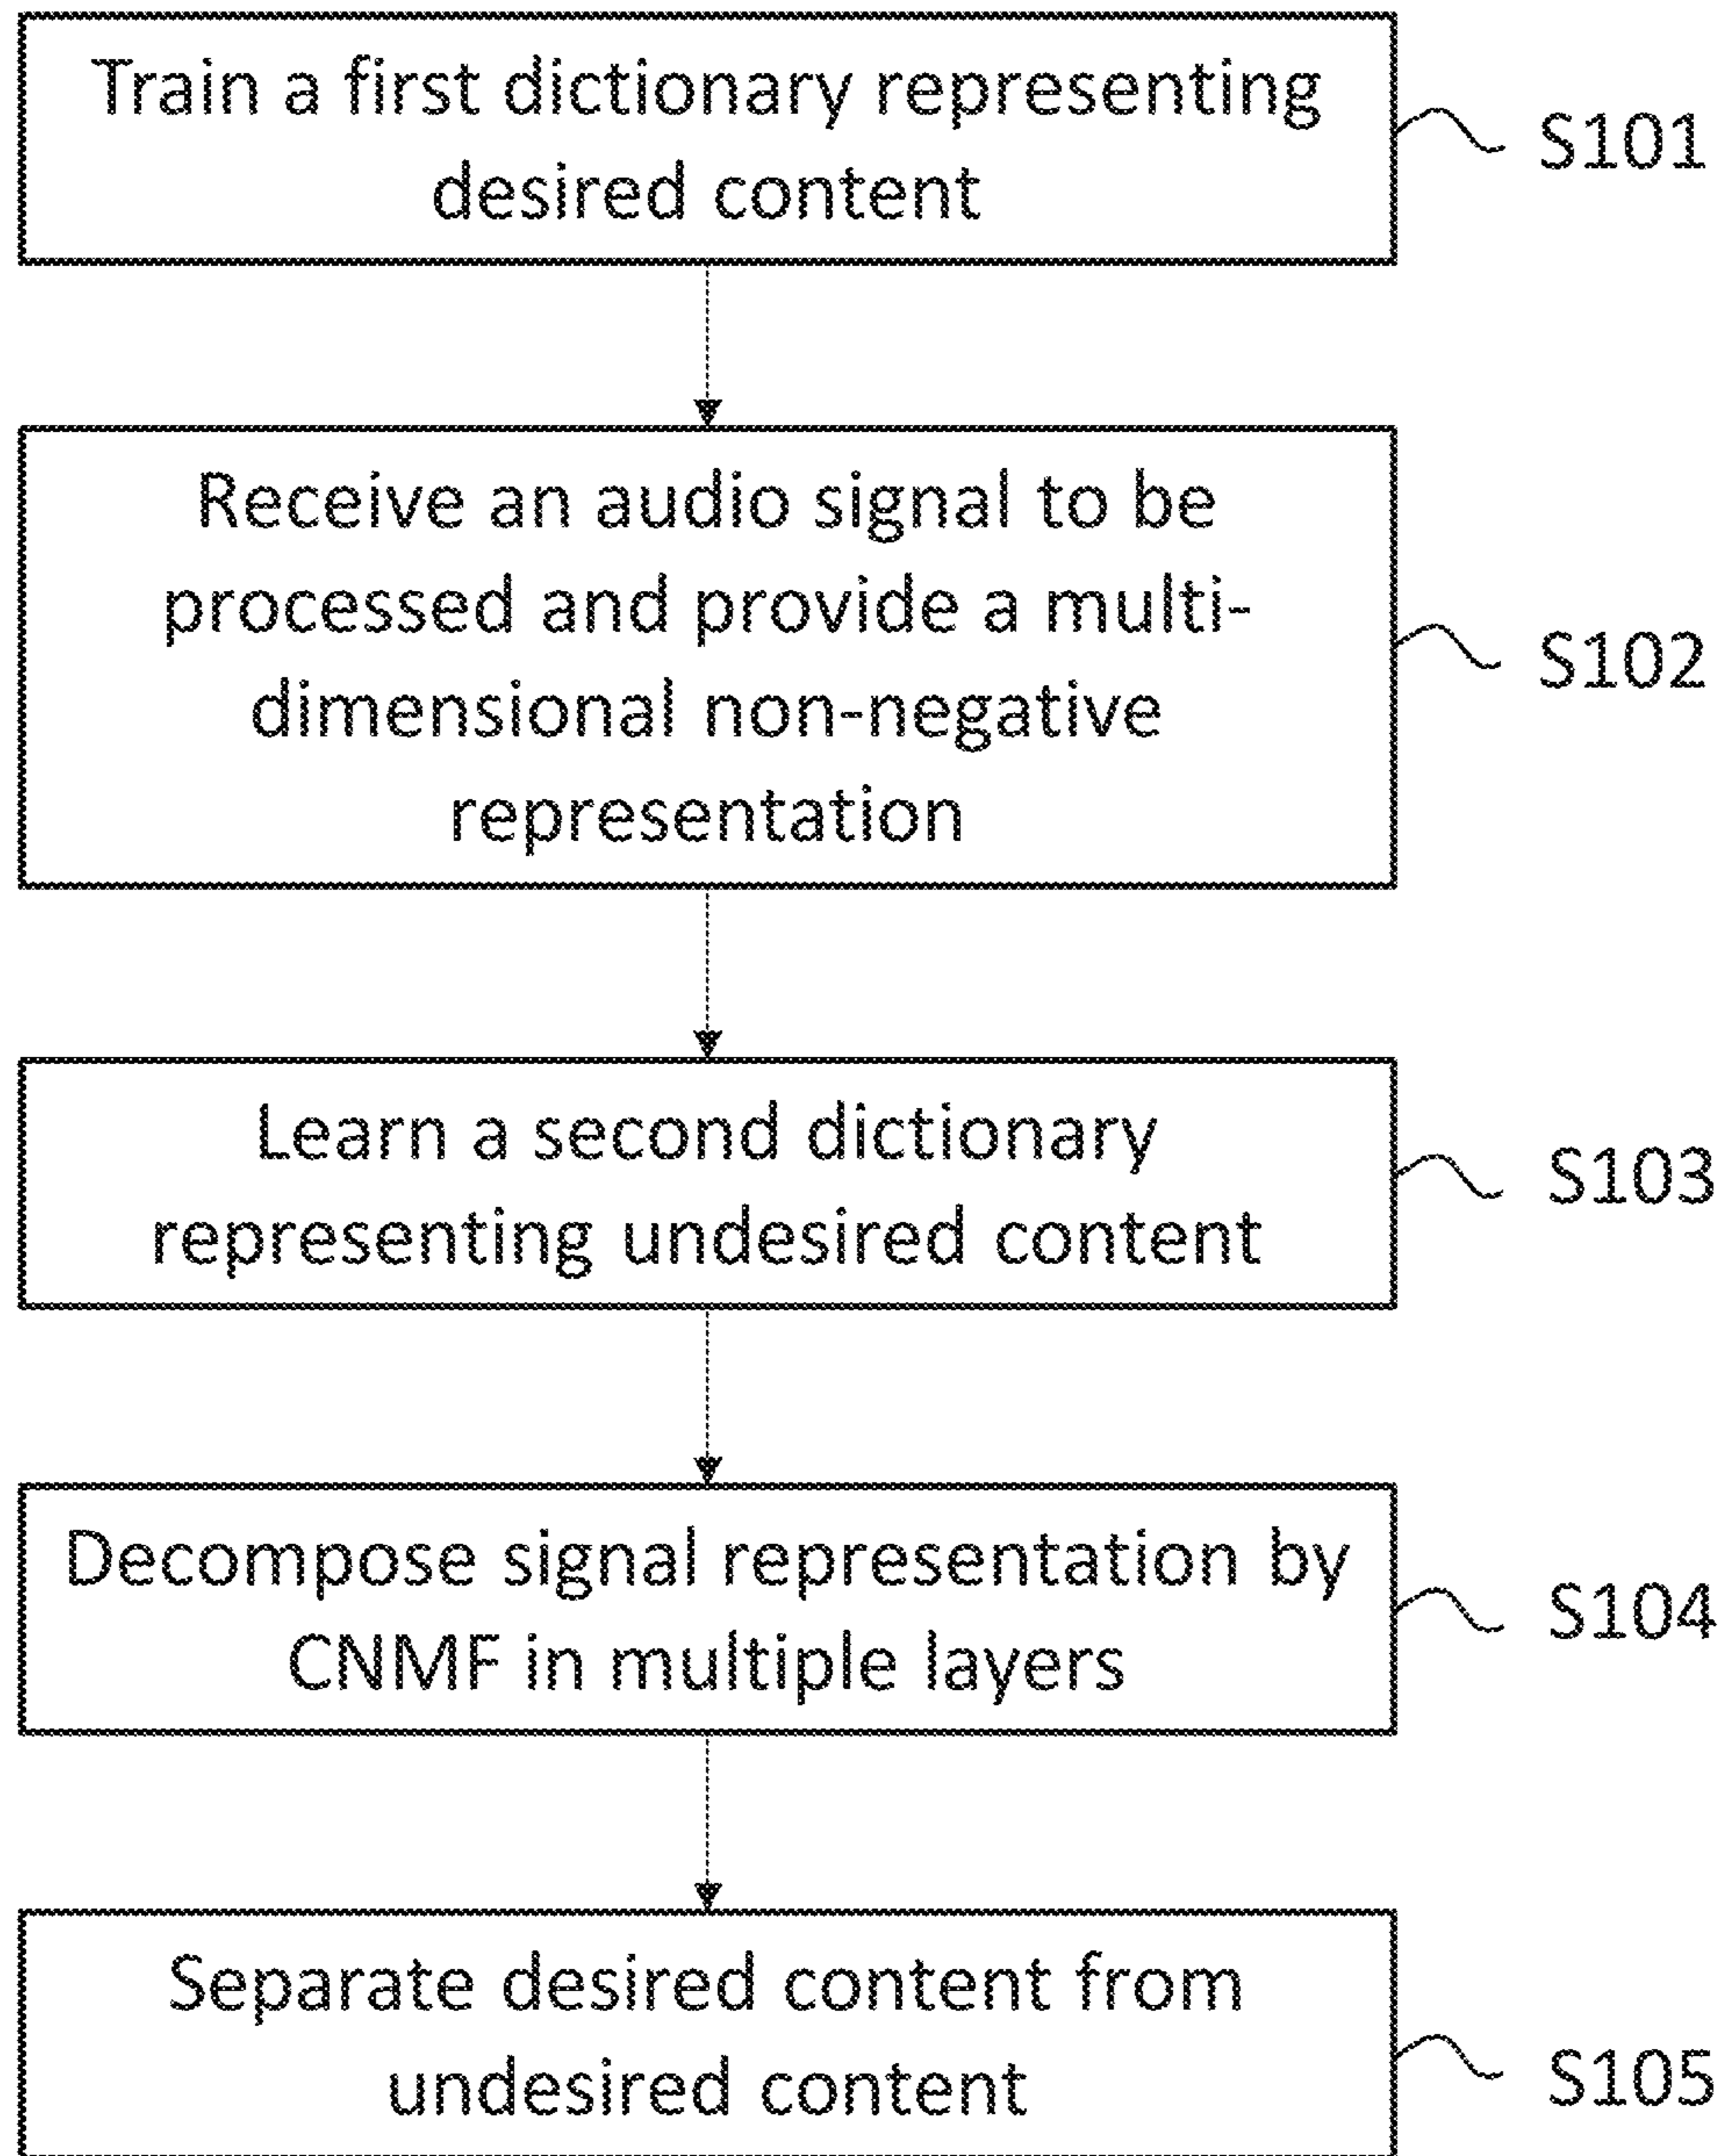 Train a first dictionary representing
desired content
S101
Receive an audio signal to be
processed and provide a multi-
dimensional non-negative
representation
S102
Learn a second dictionary
representing undesired content
S103
Decompose signal representation by
CNMF in multiple layers
S104
Separate desired content from
undesired content
S105